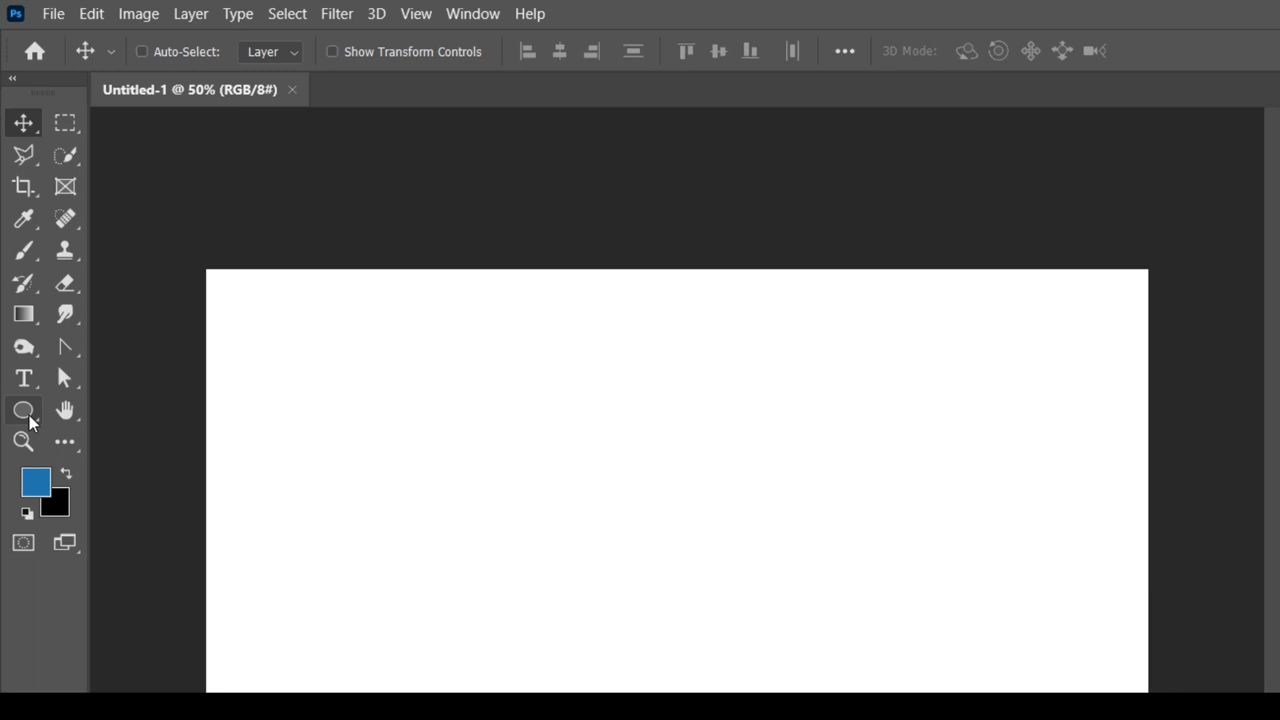 Ps File Edit Image Layer Type Select Filter 3D View Window Help
Auto-Select: Layer Show Transform Controls 3D Mode:
Untitled-1 @ 50% (RGB/8#)
T